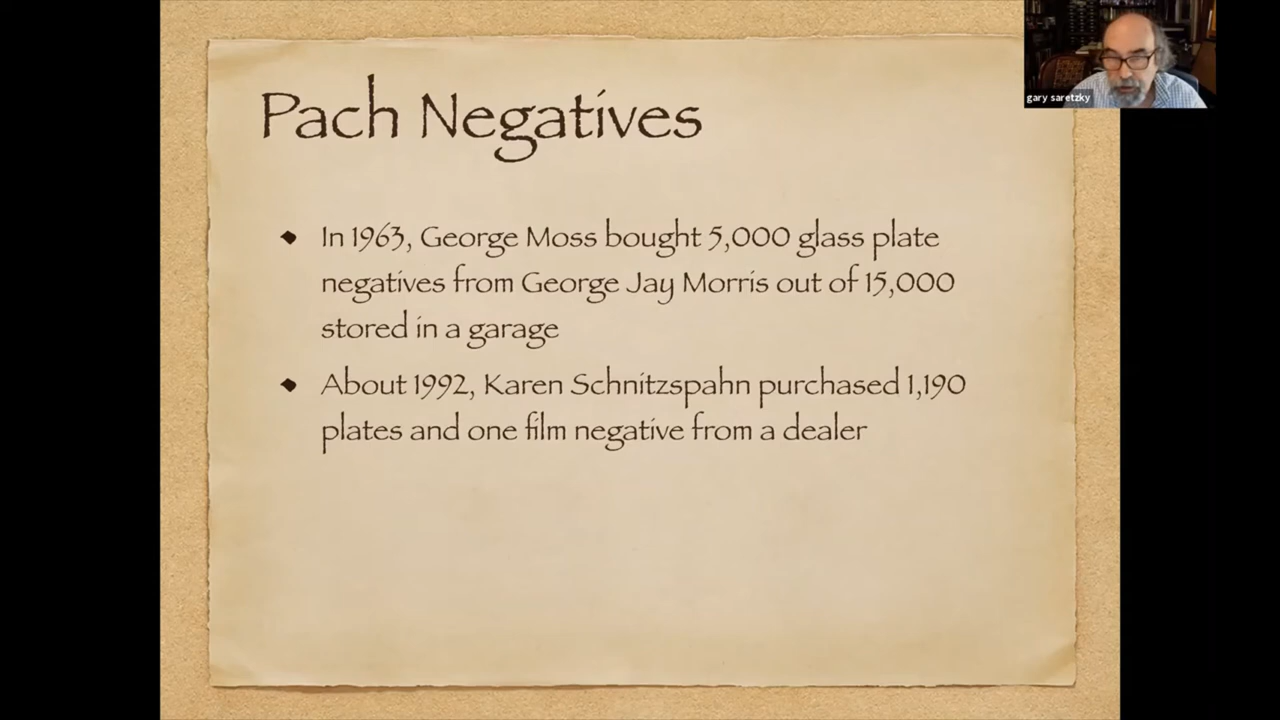 Pach Negatives
gary saretzky
In 1963, George Moss bought 5,000 glass plate
negatives from George Jay Morris out of 15,000
stored in a garage
About 1992, Karen Schnitzspahn purchased 1,190
plates and one film negative from a dealer